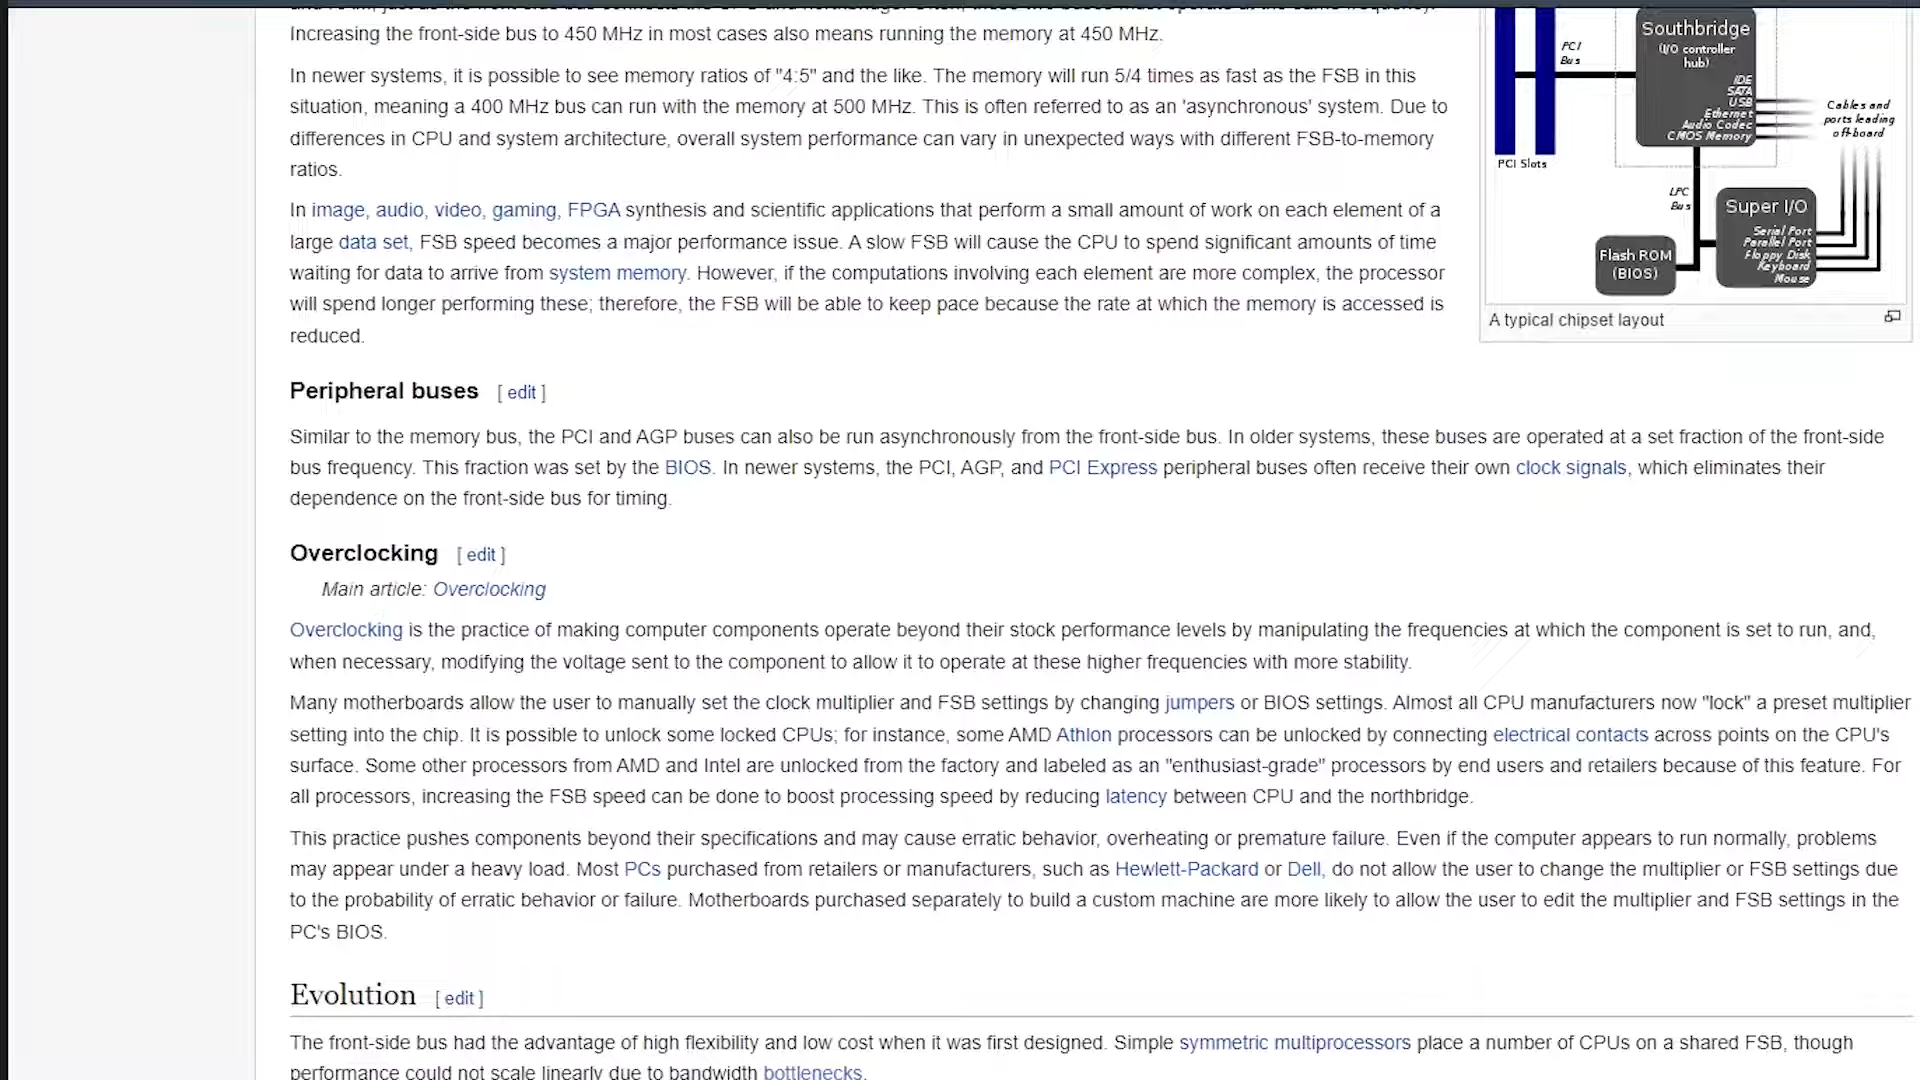 Increasing the front-side bus to 450 MHz in most cases also means running the memory at 450 MHz.
In newer systems, it is possible to see memory ratios of "4:5" and the like. The memory will run 5/4 times as fast as the FSB in this
situation, meaning a 400 MHz bus can run with the memory at 500 MHz. This is often referred to as an 'asynchronous' system. Due to
differences in CPU and system architecture, overall system performance can vary in unexpected ways with different FSB-to-memory
ratios.
In image, audio, video, gaming, FPGA synthesis and scientific applications that perform a small amount of work on each element of a
large data set, FSB speed becomes a major performance issue. A slow FSB will cause the CPU to spend significant amounts of time
waiting for data to arrive from system memory. However, if the computations involving each element are more complex, the processor
will spend longer performing these; therefore, the FSB will be able to keep pace because the rate at which the memory is accessed is
reduced.
Southbridge
(I/O controller
hub)
PCI
Bus
IDE
SATA
USB
Ethernet
Audio Codec
CMOS Memory
Cables and
ports leading
off-board
PCI Slots
LPC
Bus
Super I/O
Serial Port
Parallel Port
Floppy Disk
Keyboard
Mouse
Flash ROM
(BIOS)
A typical chipset layout
Peripheral buses [ edit ]
Similar to the memory bus, the PCI and AGP buses can also be run asynchronously from the front-side bus. In older systems, these buses are operated at a set fraction of the front-side
bus frequency. This fraction was set by the BIOS. In newer systems, the PCI, AGP, and PCI Express peripheral buses often receive their own clock signals, which eliminates their
dependence on the front-side bus for timing.
Overclocking [ edit ]
Main article: Overclocking
Overclocking is the practice of making computer components operate beyond their stock performance levels by manipulating the frequencies at which the component is set to run, and,
when necessary, modifying the voltage sent to the component to allow it to operate at these higher frequencies with more stability.
Many motherboards allow the user to manually set the clock multiplier and FSB settings by changing jumpers or BIOS settings. Almost all CPU manufacturers now "lock" a preset multiplier
setting into the chip. It is possible to unlock some locked CPUs; for instance, some AMD Athlon processors can be unlocked by connecting electrical contacts across points on the CPU's
surface. Some other processors from AMD and Intel are unlocked from the factory and labeled as an "enthusiast-grade" processors by end users and retailers because of this feature. For
all processors, increasing the FSB speed can be done to boost processing speed by reducing latency between CPU and the northbridge.
This practice pushes components beyond their specifications and may cause erratic behavior, overheating or premature failure. Even if the computer appears to run normally, problems
may appear under a heavy load. Most PCs purchased from retailers or manufacturers, such as Hewlett-Packard or Dell, do not allow the user to change the multiplier or FSB settings due
to the probability of erratic behavior or failure. Motherboards purchased separately to build a custom machine are more likely to allow the user to edit the multiplier and FSB settings in the
PC's BIOS.
Evolution [ edit ]
The front-side bus had the advantage of high flexibility and low cost when it was first designed. Simple symmetric multiprocessors place a number of CPUs on a shared FSB, though
performance could not scale linearly due to bandwidth bottlenecks.